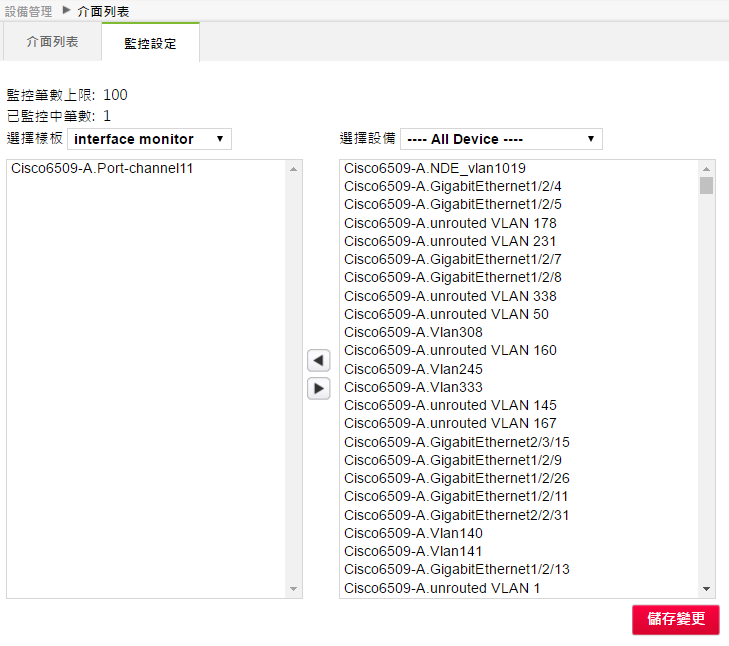 設備管理 ▶ 介面列表
介面列表 監控設定
監控筆數上限: 100
已監控中筆數: 1
選擇樣板 interface monitor ▼ 選擇設備 ---- All Device ---- ▼
Cisco6509-A.Port-channel11
Cisco6509-A.NDE_vlan1019
Cisco6509-A.GigabitEthernet1/2/4
Cisco6509-A.GigabitEthernet1/2/5
Cisco6509-A.unrouted VLAN 178
Cisco6509-A.unrouted VLAN 231
Cisco6509-A.GigabitEthernet1/2/7
Cisco6509-A.GigabitEthernet1/2/8
Cisco6509-A.unrouted VLAN 338
Cisco6509-A.unrouted VLAN 50
Cisco6509-A.Vlan308
Cisco6509-A.unrouted VLAN 160
Cisco6509-A.Vlan245
Cisco6509-A.Vlan333
Cisco6509-A.unrouted VLAN 145
Cisco6509-A.unrouted VLAN 167
Cisco6509-A.GigabitEthernet2/3/15
Cisco6509-A.GigabitEthernet1/2/9
Cisco6509-A.GigabitEthernet1/2/26
Cisco6509-A.GigabitEthernet1/2/11
Cisco6509-A.GigabitEthernet2/2/31
Cisco6509-A.Vlan140
Cisco6509-A.Vlan141
Cisco6509-A.GigabitEthernet1/2/13
Cisco6509-A.unrouted VLAN 1
儲存變更